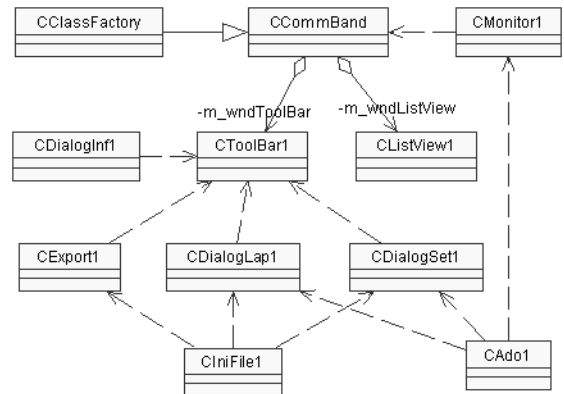 CClassFactory
CCommBand
CMonitor1
-m_wndToolBar
-m_wndListView
CDialogInf1
CToolBar1
CListView1
CExport1
CDialogLap1
CDialogSet1
CIniFile1
CAdo1